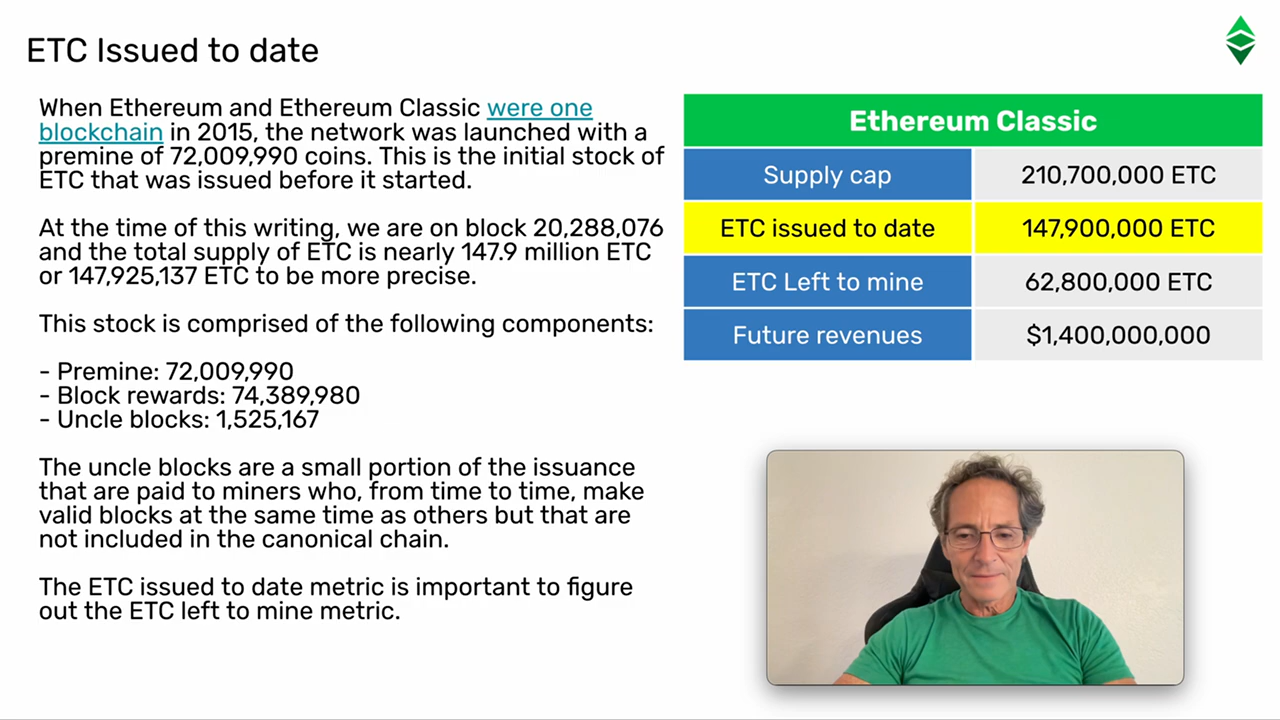 ETC Issued to date
When Ethereum and Ethereum Classic were one
blockchain in 2015, the network was launched with a
premine of 72,009,990 coins. This is the initial stock of
ETC that was issued before it started.
At the time of this writing, we are on block 20,288,076
and the total supply of ETC is nearly 147.9 million ETC
or 147,925,137 ETC to be more precise.
This stock is comprised of the following components:
- Premine: 72,009,990
- Block rewards: 74,389,980
- Uncle blocks: 1,525,167
The uncle blocks are a small portion of the issuance
that are paid to miners who, from time to time, make
valid blocks at the same time as others but that are
not included in the canonical chain.
The ETC issued to date metric is important to figure
out the ETC left to mine metric.
Ethereum Classic
Supply cap 210,700,000 ETC
ETC issued to date 147,900,000 ETC
ETC Left to mine 62,800,000 ETC
Future revenues $1,400,000,000